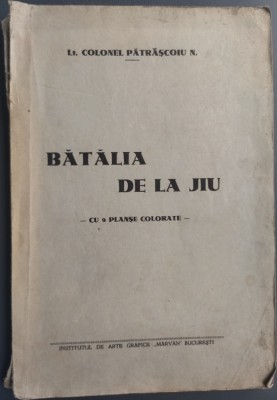 Lt. COLONEL PĂTRĂȘCOIU N.
BĂTĂLIA
DE LA JIU
— CU 9 PLANȘE COLORATE —
INSTITUTUL DE ARTE GRAFICE „MARVAN” BUCUREȘTI